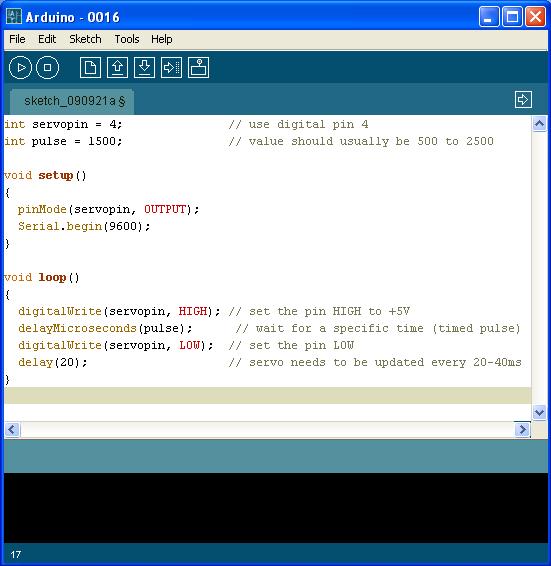 Arduino - 0016
File Edit Sketch Tools Help
sketch_090921a §
int servopin = 4;               // use digital pin 4
int pulse = 1500;               // value should usually be 500 to 2500
void setup()
{
  pinMode(servopin, OUTPUT);
  Serial.begin(9600);
}
void loop()
{
  digitalWrite(servopin, HIGH); // set the pin HIGH to +5V
  delayMicroseconds(pulse);      // wait for a specific time (timed pulse)
  digitalWrite(servopin, LOW);  // set the pin LOW
  delay(20);                    // servo needs to be updated every 20-40ms
}
17